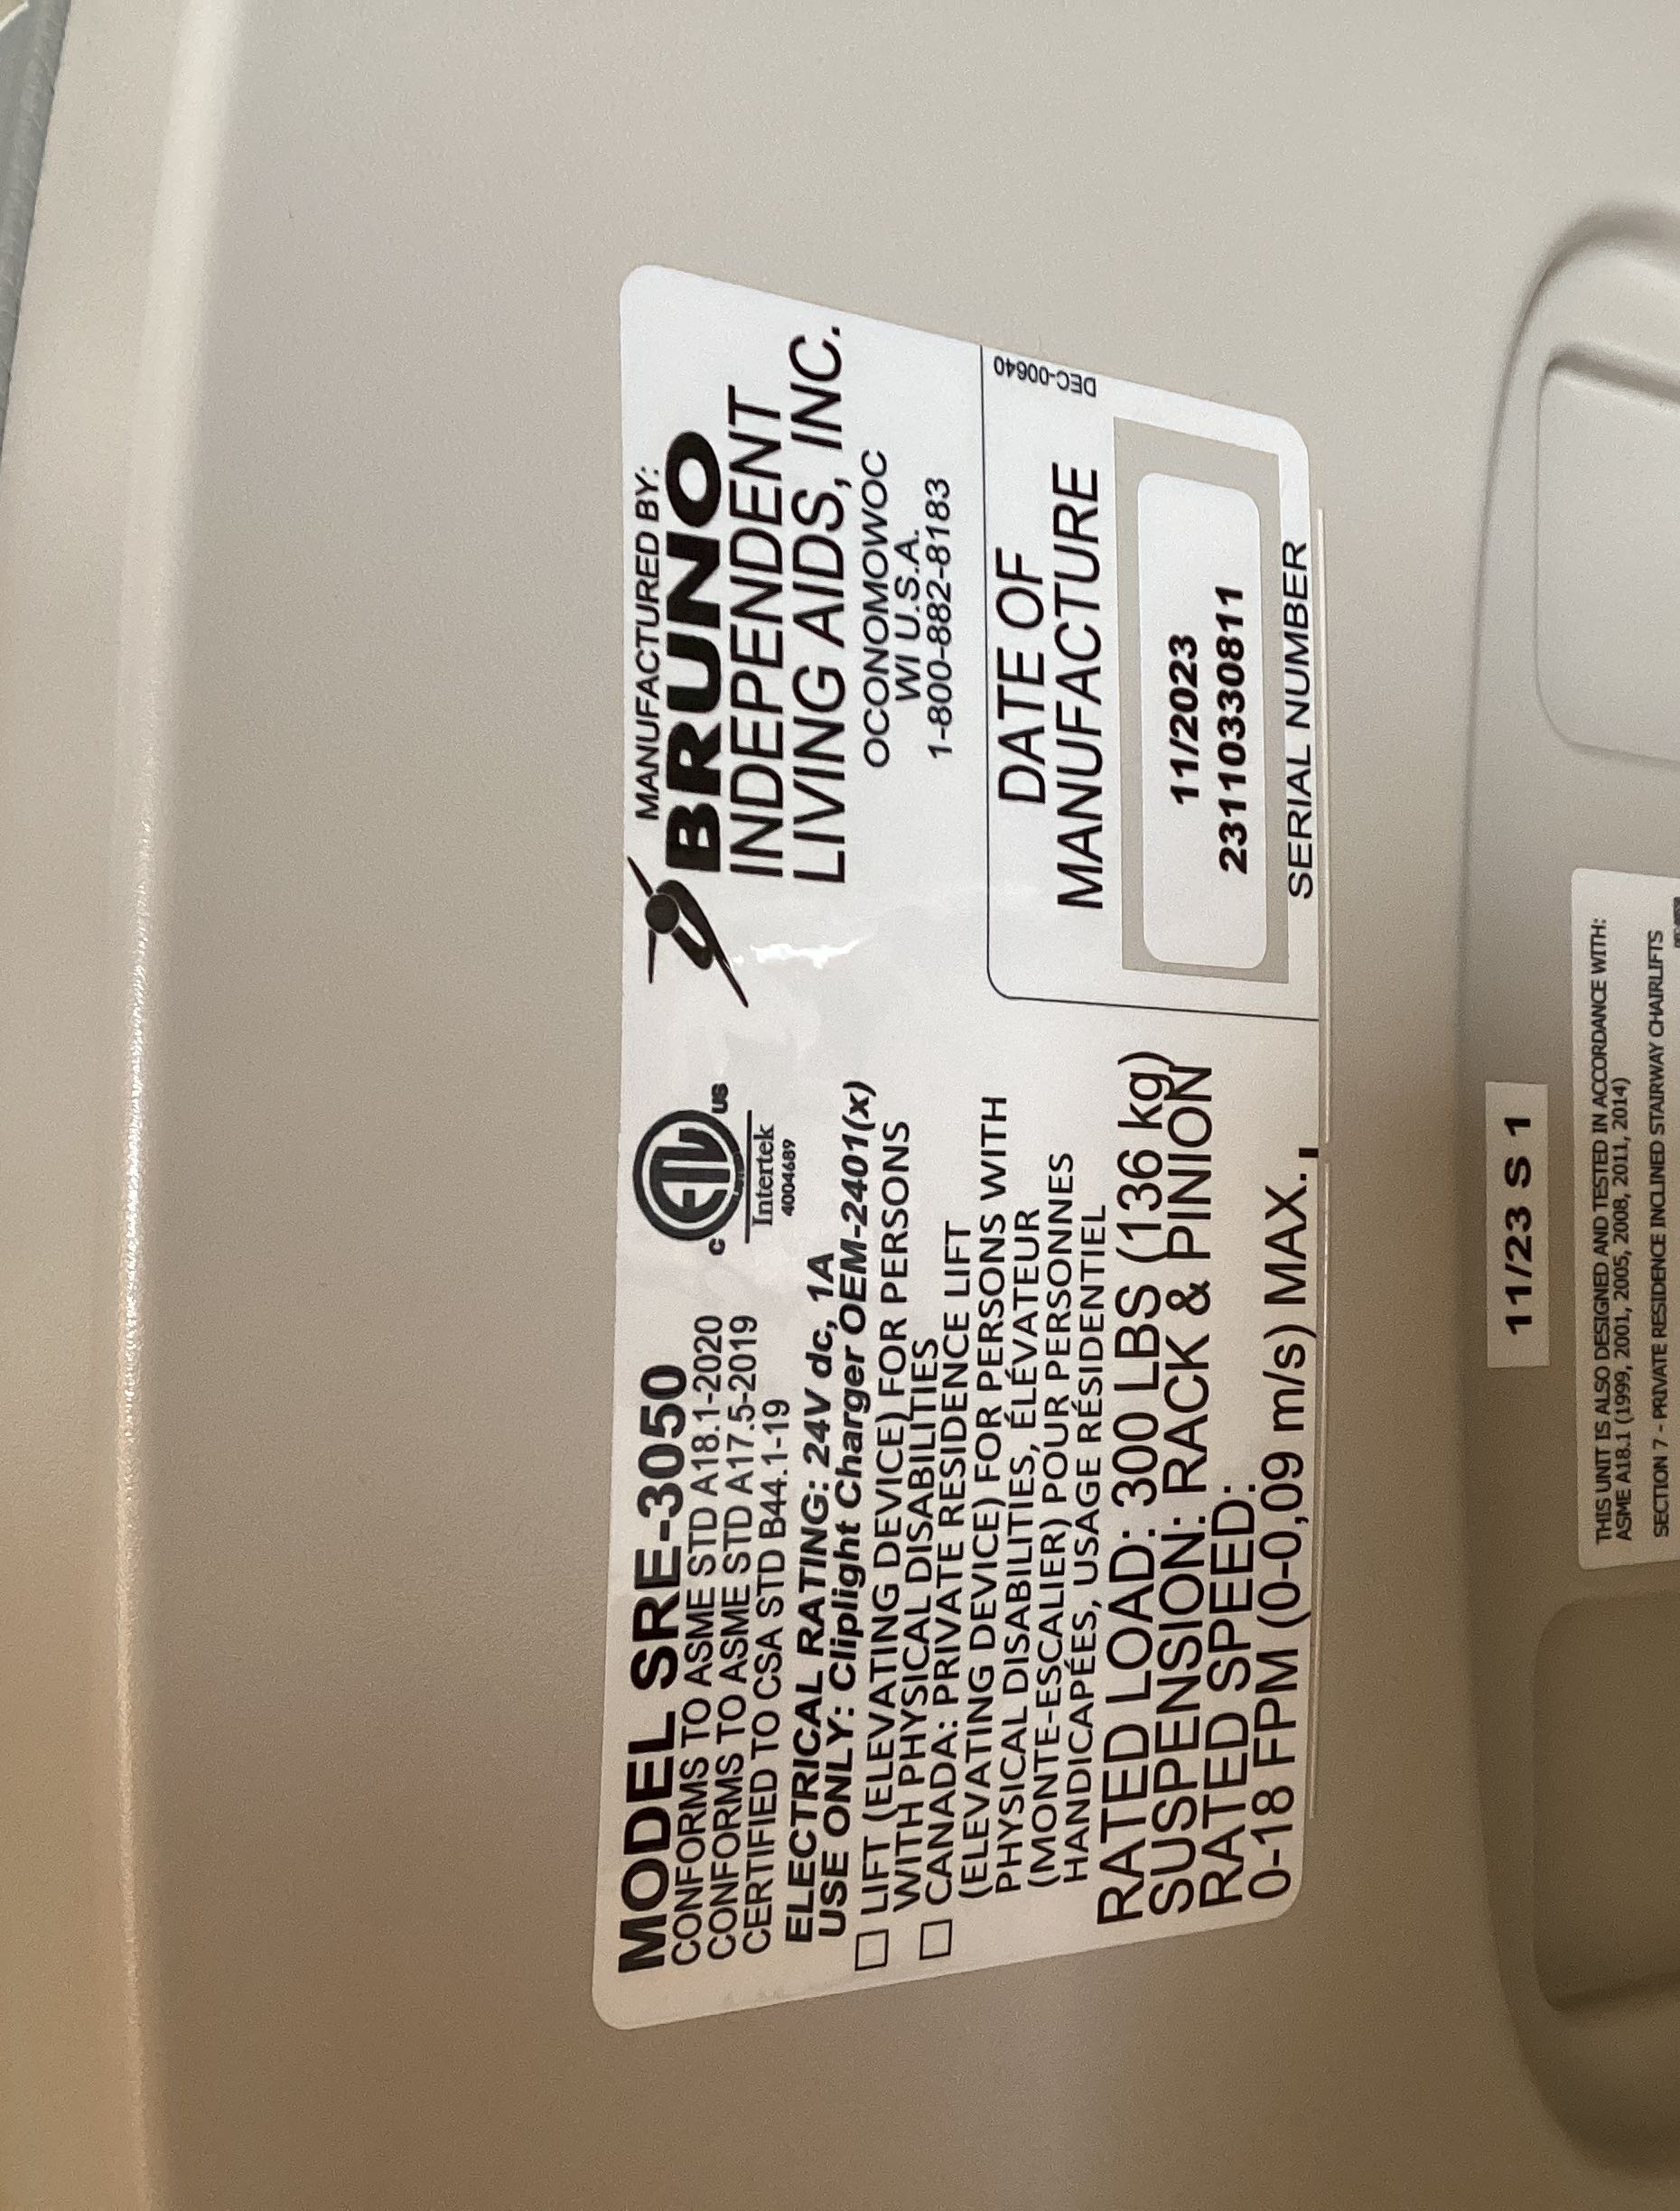 MODEL SRE-3050
CONFORMS TO ASME STD A18.1-2020
CONFORMS TO ASME STD A17.5-2019
CERTIFIED TO CSA STD B44.1-19
ELECTRICAL RATING: 24V dc, 1A
USE ONLY: Cliplight Charger OEM-2401(x)
LIFT (ELEVATING DEVICE) FOR PERSONS
WITH PHYSICAL DISABILITIES
CANADA: PRIVATE RESIDENCE LIFT
(ELEVATING DEVICE) FOR PERSONS WITH
PHYSICAL DISABILITIES, ÉLÉVATEUR
(MONTE-ESCALIER) POUR PERSONNES
HANDICAPÉES, USAGE RÉSIDENTIEL
RATED LOAD: 300 LBS (136 kg)
SUSPENSION: RACK & PINION
RATED SPEED:
0-18 FPM (0-0,09 m/s) MAX.
C ETL US
Intertek
4004689
MANUFACTURED BY:
BRUNO
INDEPENDENT
LIVING AIDS, INC.
OCONOMOWOC
WI U.S.A.
1-800-882-8183
DEC-00640
DATE OF
MANUFACTURE
11/2023
23110330811
SERIAL NUMBER
11/23 S 1
THIS UNIT IS ALSO DESIGNED AND TESTED IN ACCORDANCE WITH:
ASME A18.1 (1999, 2001, 2005, 2008, 2011, 2014)
SECTION 7 - PRIVATE RESIDENCE INCLINED STAIRWAY CHAIRLIFTS